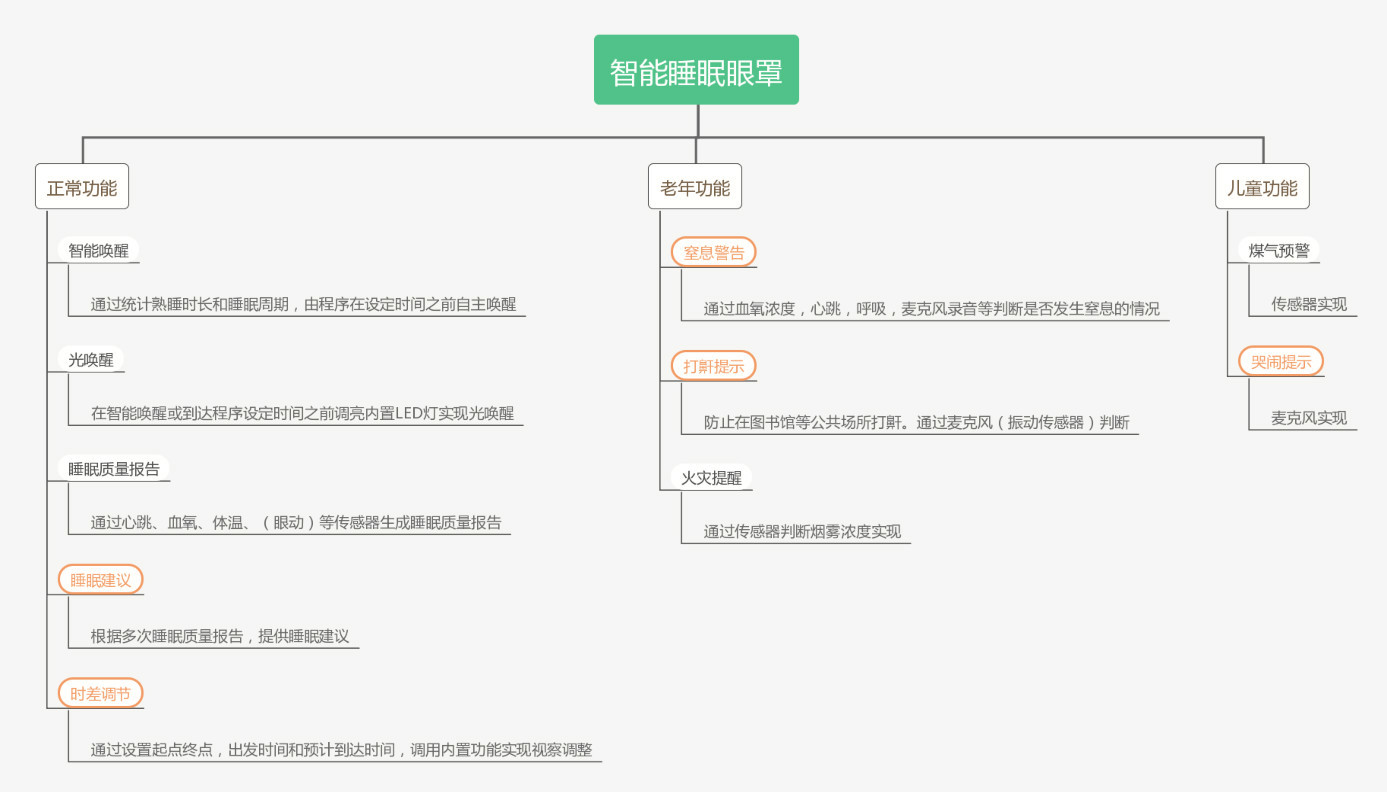 智能睡眠眼罩
正常功能
智能唤醒
通过统计熟睡时长和睡眠周期，由程序在设定时间之前自主唤醒
光唤醒
在智能唤醒或到达程序设定时间之前调亮内置LED灯实现光唤醒
睡眠质量报告
通过心跳、血氧、体温、（眼动）等传感器生成睡眠质量报告
睡眠建议
根据多次睡眠质量报告，提供睡眠建议
时差调节
通过设置起点终点，出发时间和预计到达时间，调用内置功能实现视察调整
老年功能
窒息警告
通过血氧浓度，心跳，呼吸，麦克风录音等判断是否发生窒息的情况
打鼾提示
防止在图书馆等公共场所打鼾。通过麦克风（振动传感器）判断
火灾提醒
通过传感器判断烟雾浓度实现
儿童功能
煤气预警
传感器实现
哭闹提示
麦克风实现